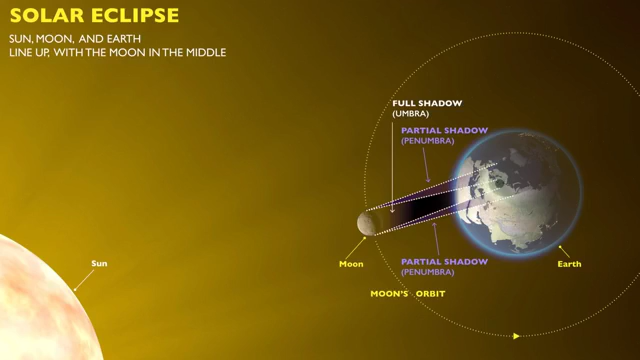 SOLAR ECLIPSE
SUN, MOON, AND EARTH
LINE UP, WITH THE MOON IN THE MIDDLE
FULL SHADOW
(UMBRA)
PARTIAL SHADOW
(PENUMBRA)
Sun
Moon
PARTIAL SHADOW
(PENUMBRA)
Earth
MOON'S ORBIT